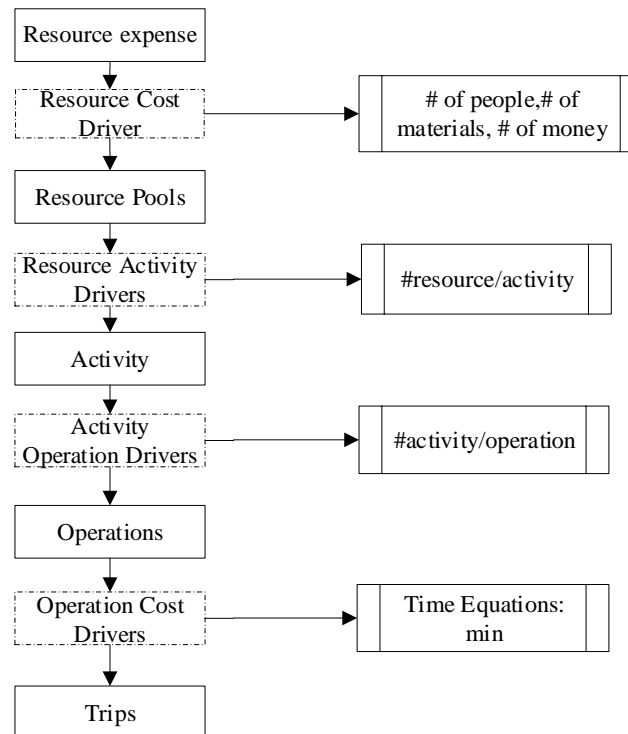 Resource expense
Resource Cost
Driver
# of people,# of
materials, # of money
Resource Pools
Resource Activity
Drivers
#resource/activity
Activity
Activity
Operation Drivers
#activity/operation
Operations
Operation Cost
Drivers
Time Equations:
min
Trips